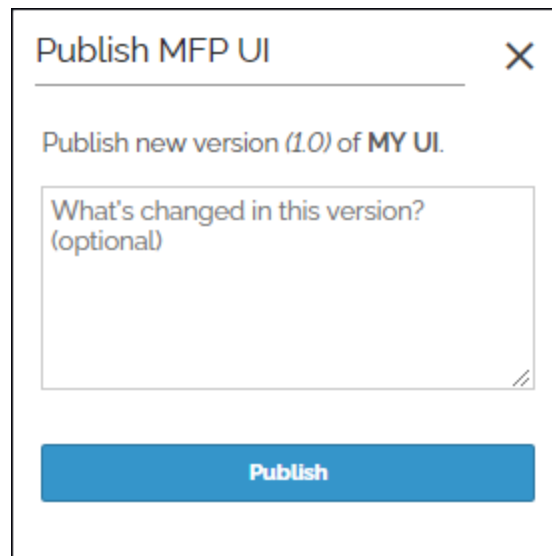 Publish MFP UI
Publish new version (1.0) of MY UI.
What's changed in this version?
(optional)
Publish